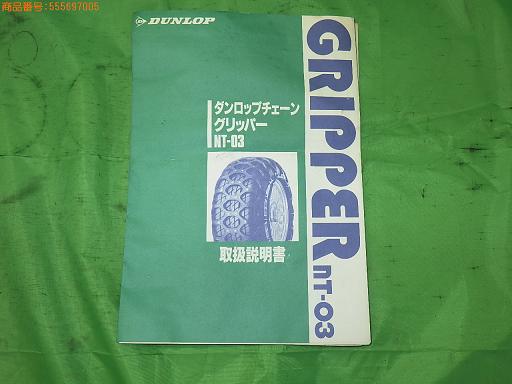 商品番号:555697005
DUNLOP
ダンロップチェーン
グリッパー
NT-03
取扱説明書
GRIPPER NT-03